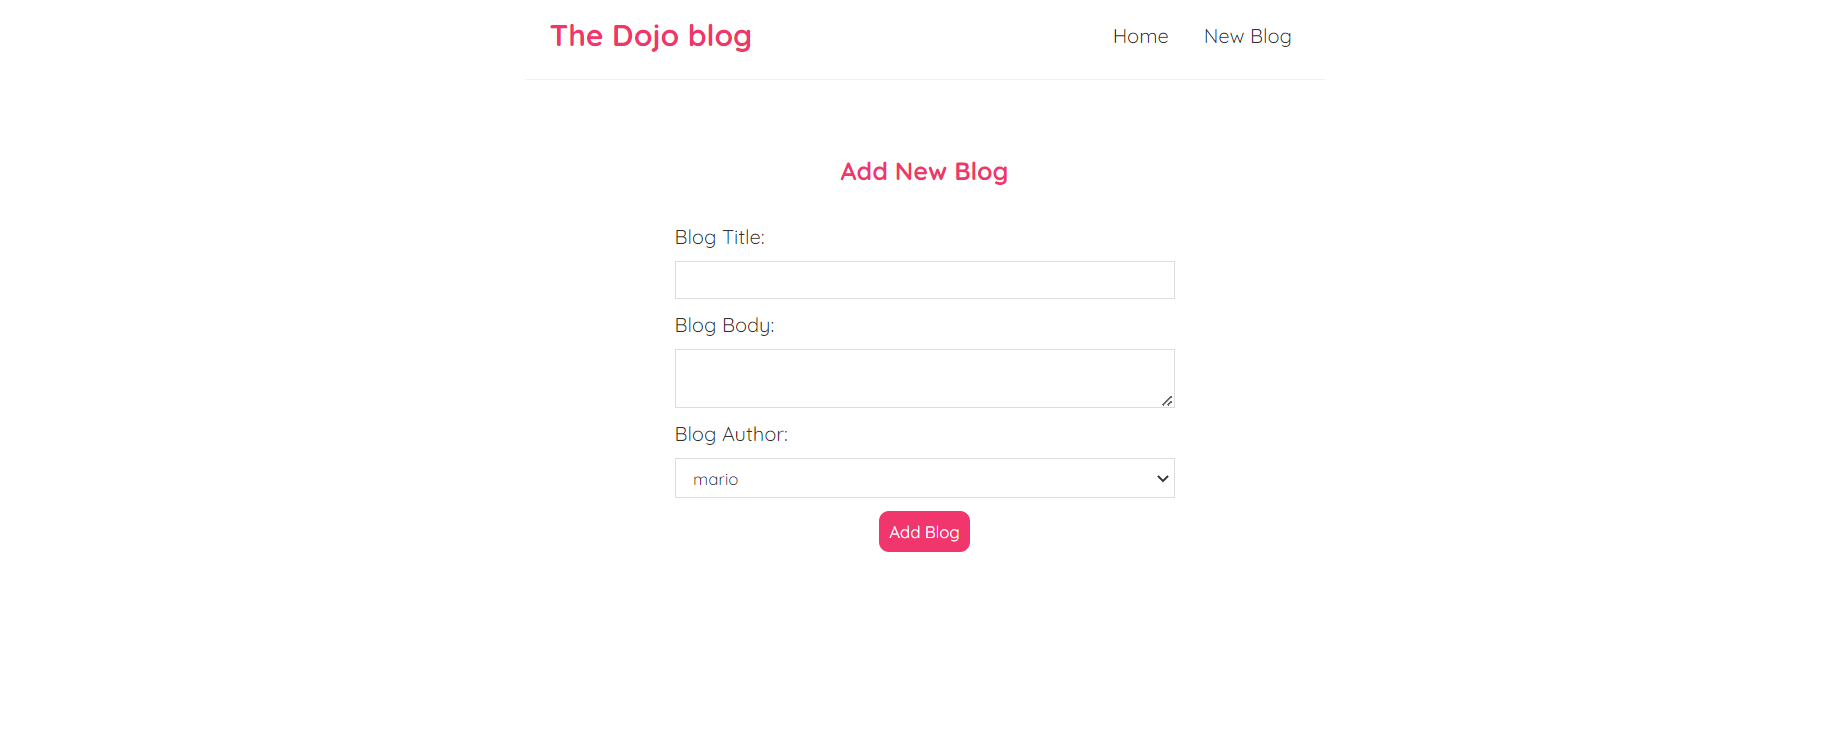 The Dojo blog
Home New Blog
Add New Blog
Blog Title:
Blog Body:
Blog Author:
mario
Add Blog